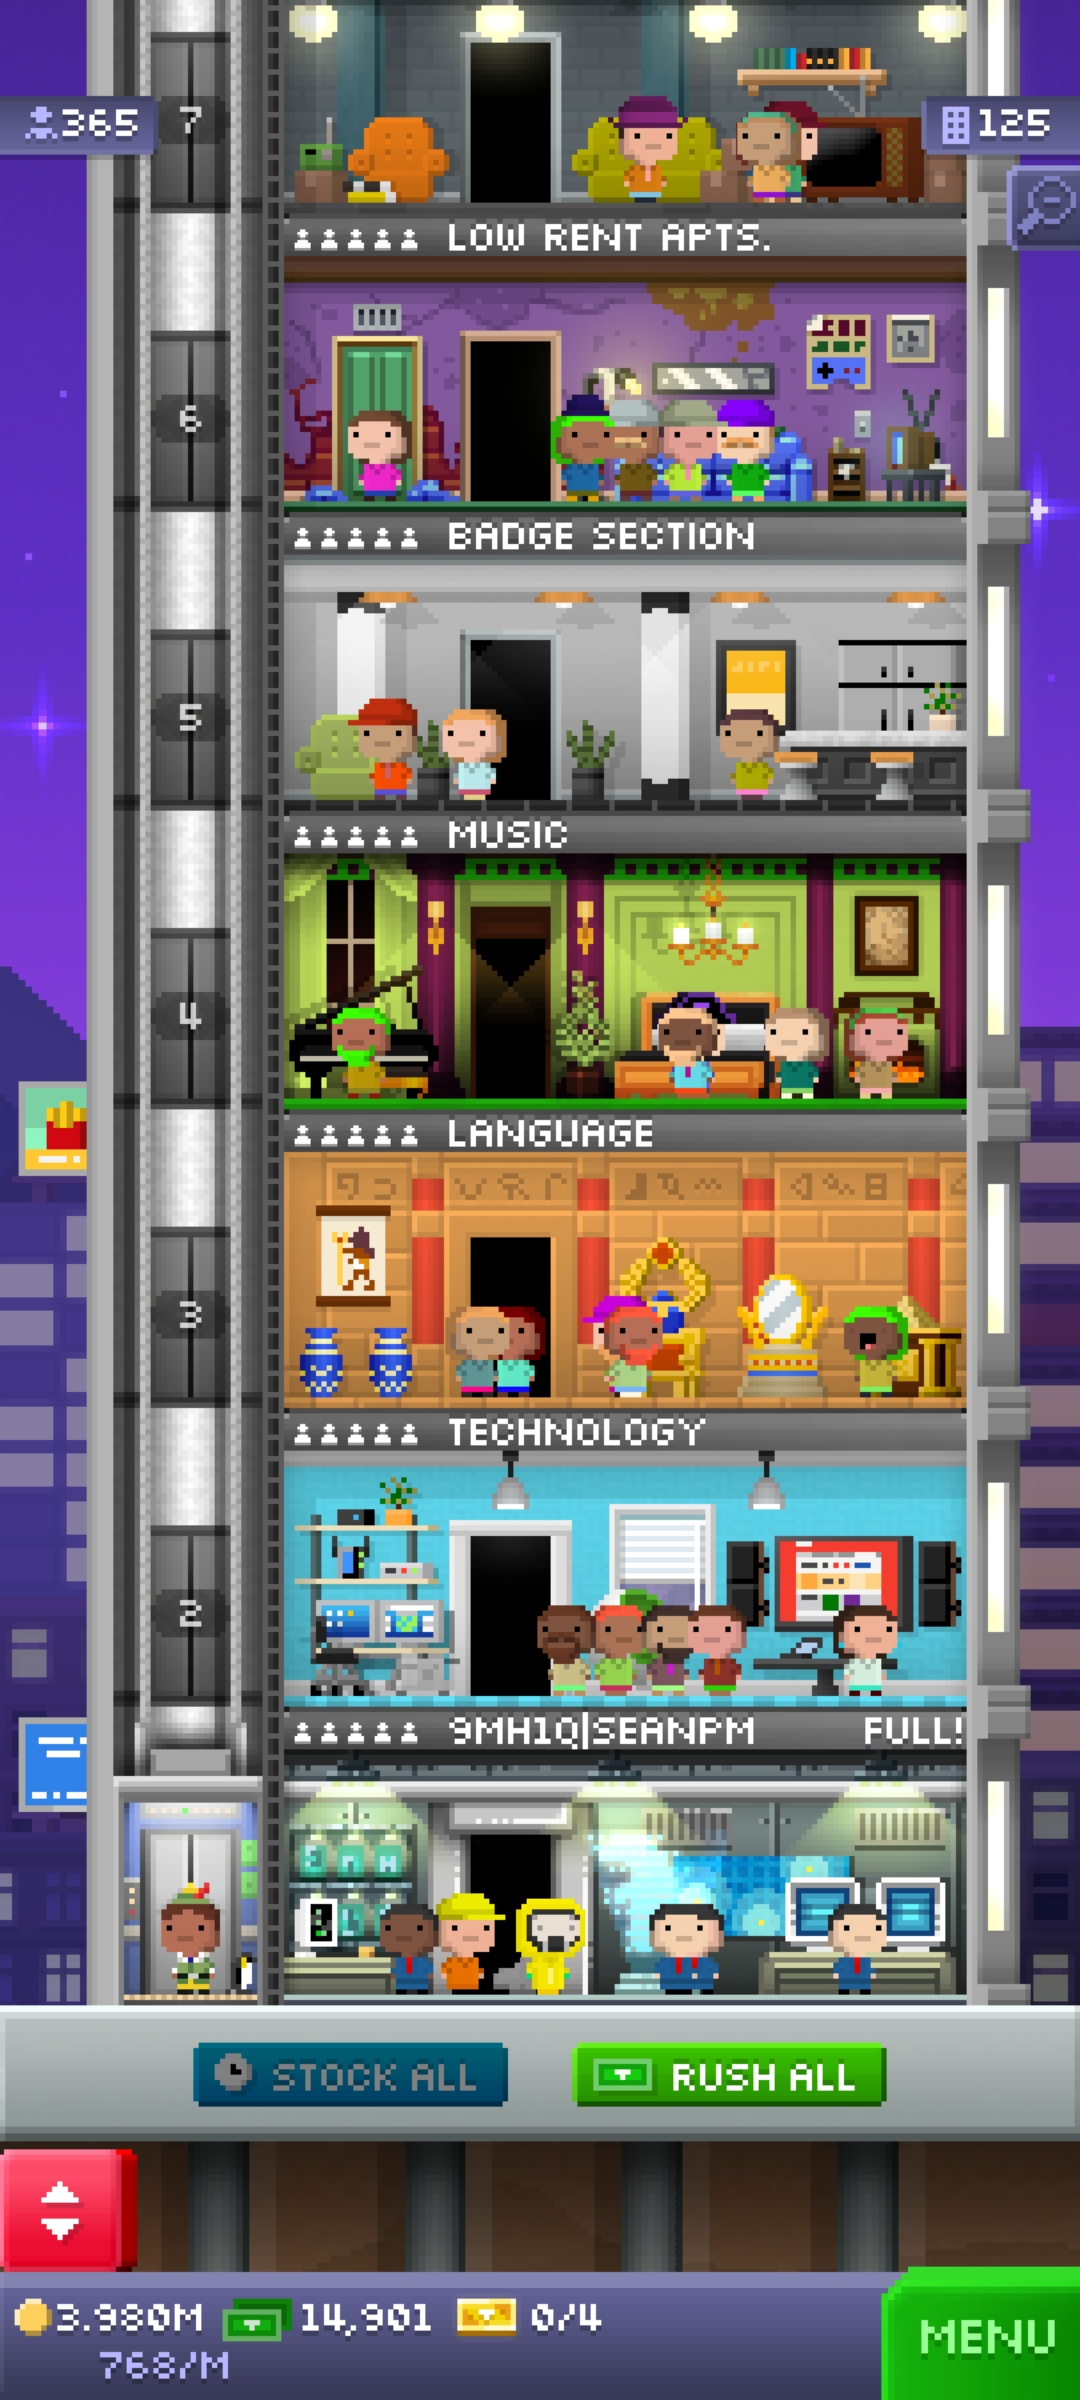 7
365
125
LOW RENT APTS.
6
BADGE SECTION
5
MUSIC
4
LANGUAGE
3
TECHNOLOGY
2
9MH1Q|SEANPM FULL!
STOCK ALL
RUSH ALL
3.980M 14,901 0/4
768/M
MENU